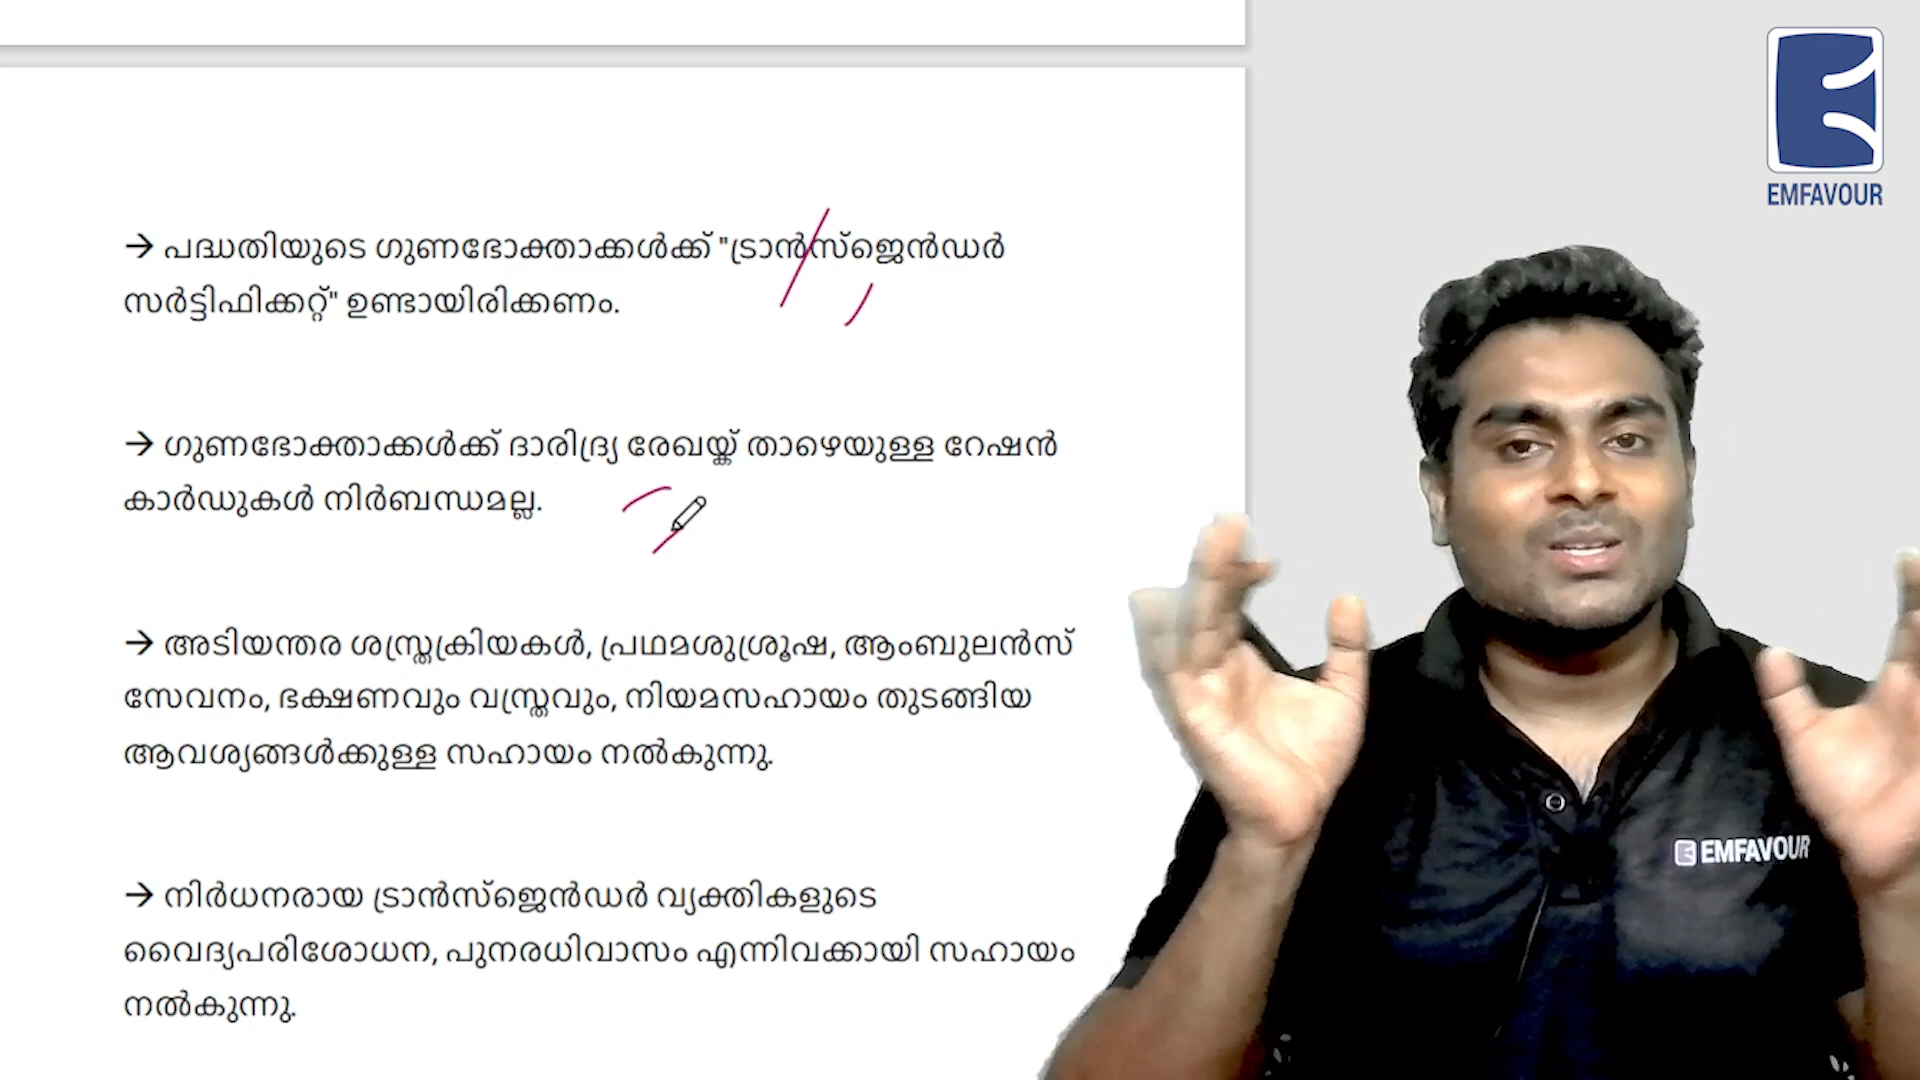 → പദ്ധതിയുടെ ഗുണഭോക്താക്കൾക്ക് "ട്രാൻസ്ജെൻഡർ
സർട്ടിഫിക്കറ്റ്" ഉണ്ടായിരിക്കണം.
→ ഗുണഭോക്താക്കൾക്ക് ദാരിദ്ര്യ രേഖയ്ക്ക് താഴെയുള്ള റേഷൻ
കാർഡുകൾ നിർബന്ധമല്ല.
→ അടിയന്തര ശസ്ത്രക്രിയകൾ, പ്രഥമശുശ്രൂഷ, ആംബുലൻസ്
സേവനം, ഭക്ഷണവും വസ്ത്രവും, നിയമസഹായം തുടങ്ങിയ
ആവശ്യങ്ങൾക്കുള്ള സഹായം നൽകുന്നു.
→ നിർധനരായ ട്രാൻസ്ജെൻഡർ വ്യക്തികളുടെ
വൈദ്യപരിശോധന, പുനരധിവാസം എന്നിവക്കായി സഹായം
നൽകുന്നു.
EMFAVOUR
EMFAVOUR